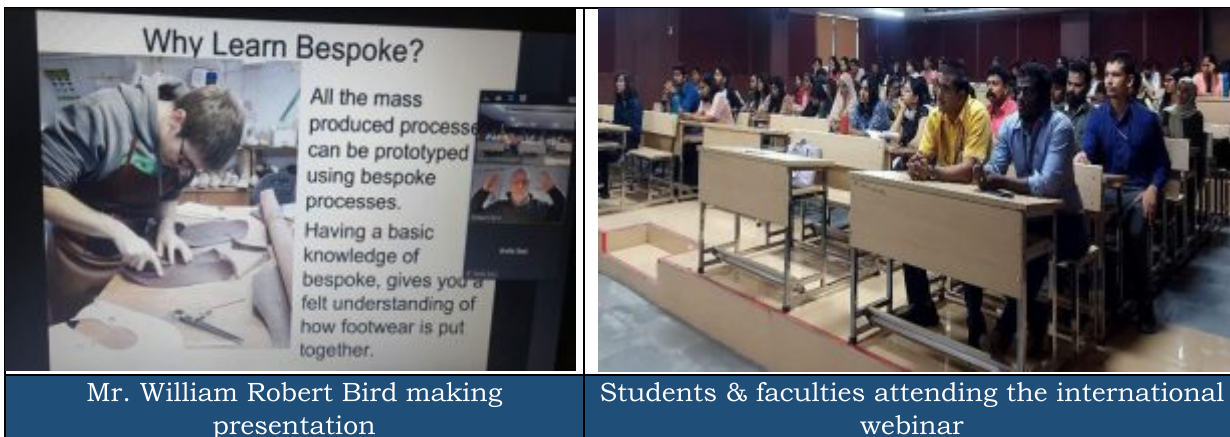 Why Learn Bespoke?
All the mass
produced
can be prototyped
using bespoke
processes.
Having a basic
knowledge of
bespoke, gives you a
felt understanding of
how footwear is put
together.
Mr. William Robert Bird making
presentation
Students & faculties attending the international
webinar